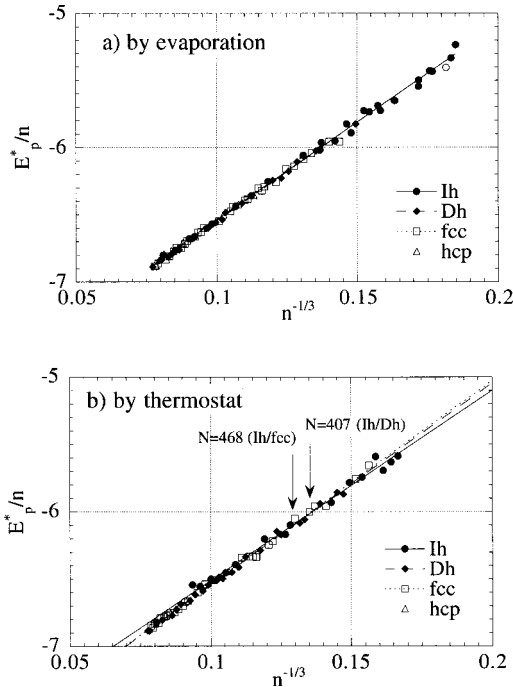 a) by evaporation
-5
-6
-7
E*p/n
0.05
0.1
0.15
0.2
n-1/3
Ih
Dh
fcc
hcp
b) by thermostat
-5
-6
-7
E*p/n
N=468 (Ih/fcc)
N=407 (Ih/Dh)
0.05
0.1
0.15
0.2
n-1/3
Ih
Dh
fcc
hcp